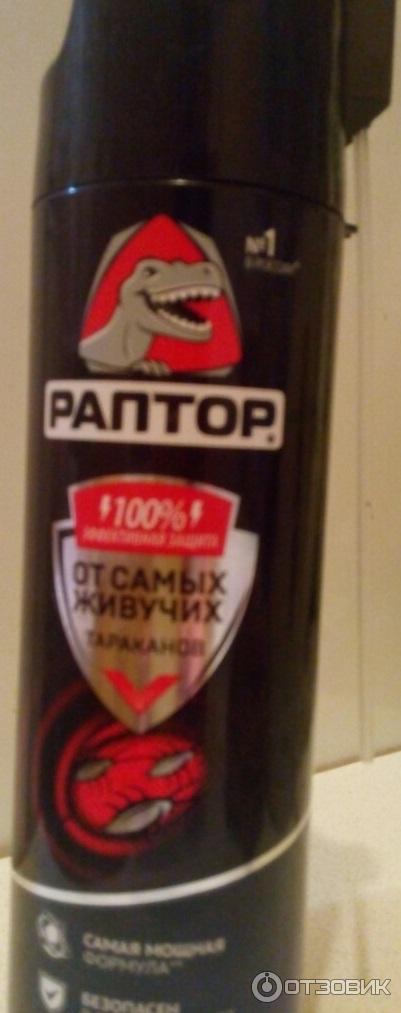 №1
РАПТОР
100%
ЭФФЕКТИВНАЯ ЗАЩИТА
ОТ САМЫХ
ЖИВУЧИХ
ТАРАКАНОВ
САМАЯ МОЩНАЯ
ФОРМУЛА**
БЕЗОПАСЕН
ОТЗОВИК